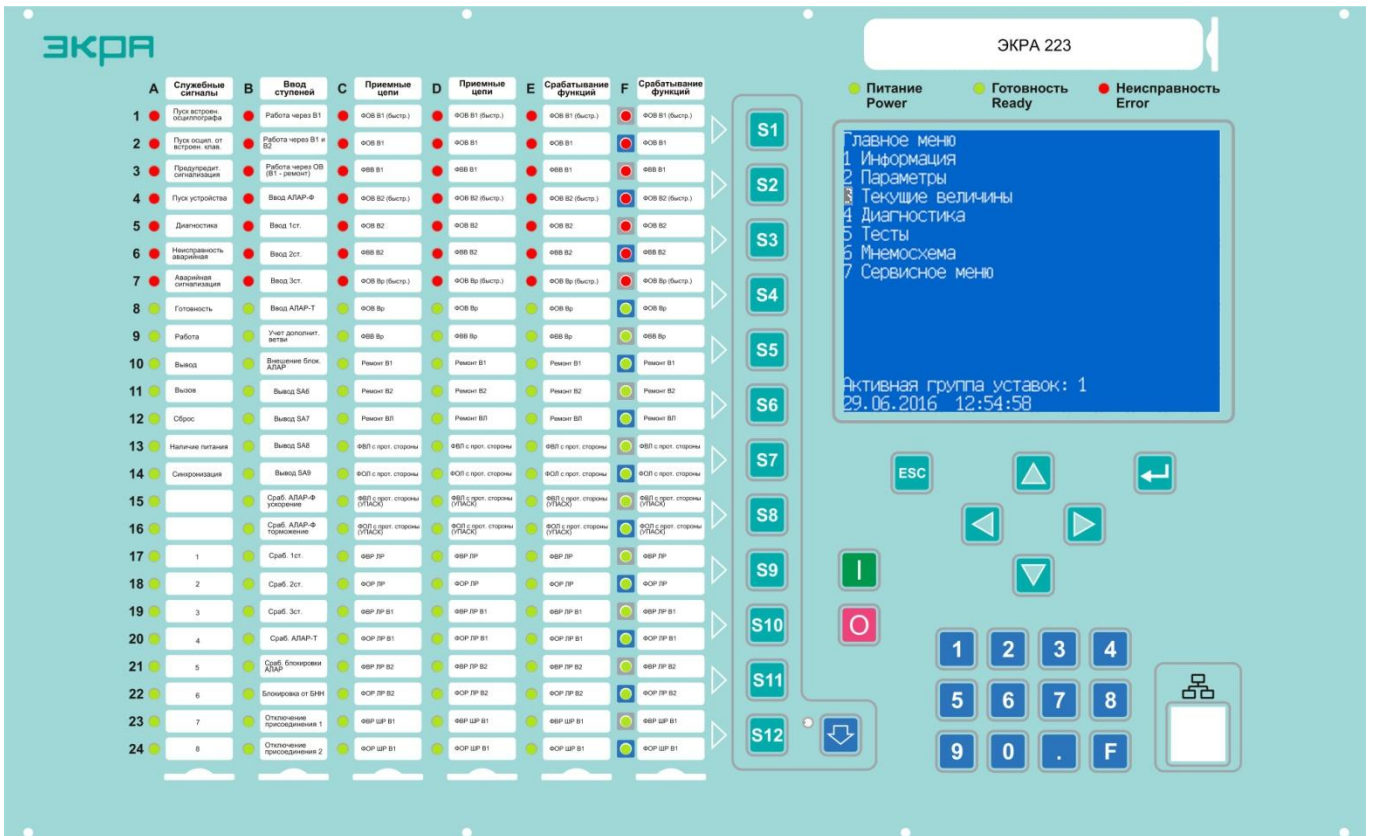 ЭКРА
ЭКРА 223
Питание
Power
Готовность
Ready
Неисправность
Error
A Служебные сигналы B Ввод ступеней C Приемные цепи D Приемные цепи E Срабатывание функций F Срабатывание функций
1 Пуск встроен. осциллографа Работа через В1 ФОВ В1 (быстр.) ФОВ В1 (быстр.) ФОВ В1 (быстр.) ФОВ В1 (быстр.)
2 Пуск осцил. от встроен. клав. Работа через В1 и В2 ФОВ В1 ФОВ В1 ФОВ В1 ФОВ В1
3 Предупредит. сигнализация Работа через ОВ (В1 - ремонт) ФВВ В1 ФВВ В1 ФВВ В1 ФВВ В1
4 Пуск устройства Ввод АЛАР-Ф ФОВ В2 (быстр.) ФОВ В2 (быстр.) ФОВ В2 (быстр.) ФОВ В2 (быстр.)
5 Диагностика Ввод 1ст. ФОВ В2 ФОВ В2 ФОВ В2 ФОВ В2
6 Неисправность аварийная Ввод 2ст. ФВВ В2 ФВВ В2 ФВВ В2 ФВВ В2
7 Аварийная сигнализация Ввод 3ст. ФОВ Вр (быстр.) ФОВ Вр (быстр.) ФОВ Вр (быстр.) ФОВ Вр (быстр.)
8 Готовность Ввод АЛАР-Т ФОВ Вр ФОВ Вр ФОВ Вр ФОВ Вр
9 Работа Учет дополнит. ветви ФВВ Вр ФВВ Вр ФВВ Вр ФВВ Вр
10 Вывод Внешение блок. АЛАР Ремонт В1 Ремонт В1 Ремонт В1 Ремонт В1
11 Вызов Вывод SA6 Ремонт В2 Ремонт В2 Ремонт В2 Ремонт В2
12 Сброс Вывод SA7 Ремонт ВЛ Ремонт ВЛ Ремонт ВЛ Ремонт ВЛ
13 Наличие питания Вывод SA8 ФВЛ с прот. стороны ФВЛ с прот. стороны ФВЛ с прот. стороны ФВЛ с прот. стороны
14 Синхронизация Вывод SA9 ФОЛ с прот. стороны ФОЛ с прот. стороны ФОЛ с прот. стороны ФОЛ с прот. стороны
15 Сраб. АЛАР-Ф ускорение ФВЛ с прот. стороны (УПАСК) ФВЛ с прот. стороны (УПАСК) ФВЛ с прот. стороны (УПАСК) ФВЛ с прот. стороны (УПАСК)
16 Сраб. АЛАР-Ф торможение ФОЛ с прот. стороны (УПАСК) ФОЛ с прот. стороны (УПАСК) ФОЛ с прот. стороны (УПАСК) ФОЛ с прот. стороны (УПАСК)
17 1 Сраб. 1ст. ФВР ЛР ФВР ЛР ФВР ЛР ФВР ЛР
18 2 Сраб. 2ст. ФОР ЛР ФОР ЛР ФОР ЛР ФОР ЛР
19 3 Сраб. 3ст. ФВР ЛР В1 ФВР ЛР В1 ФВР ЛР В1 ФВР ЛР В1
20 4 Сраб. АЛАР-Т ФОР ЛР В1 ФОР ЛР В1 ФОР ЛР В1 ФОР ЛР В1
21 5 Сраб. блокировки АЛАР ФВР ЛР В2 ФВР ЛР В2 ФВР ЛР В2 ФВР ЛР В2
22 6 Блокировка от БНН ФОР ЛР В2 ФОР ЛР В2 ФОР ЛР В2 ФОР ЛР В2
23 7 Отключение присоединения 1 ФВР ШР В1 ФВР ШР В1 ФВР ШР В1 ФВР ШР В1
24 8 Отключение присоединения 2 ФОР ШР В1 ФОР ШР В1 ФОР ШР В1 ФОР ШР В1
S1
S2
S3
S4
S5
S6
S7
S8
S9
S10
S11
S12
Главное меню
1 Информация
2 Параметры
3 Текущие величины
4 Диагностика
5 Тесты
6 Мнемосхема
7 Сервисное меню
Активная группа уставок: 1
29.06.2016 12:54:58
ESC
I
O
1 2 3 4
5 6 7 8
9 0 . F